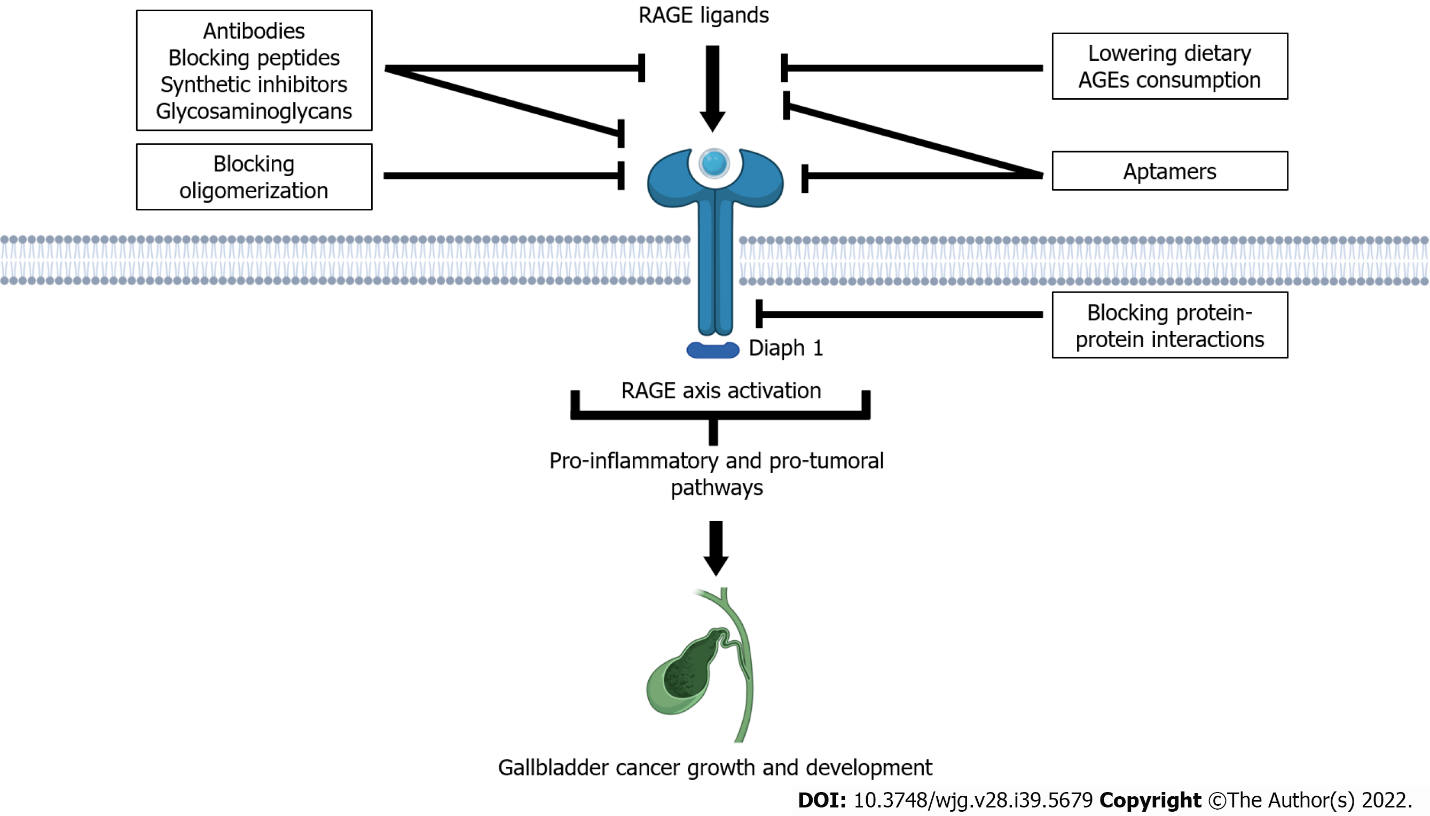 RAGE ligands
Antibodies
Blocking peptides
Synthetic inhibitors
Glycosaminoglycans
Lowering dietary
AGEs consumption
Blocking
oligomerization
Aptamers
Blocking protein-
protein interactions
Diaph 1
RAGE axis activation
Pro-inflammatory and pro-tumoral
pathways
Gallbladder cancer growth and development
DOI: 10.3748/wjg.v28.i39.5679 Copyright ©The Author(s) 2022.